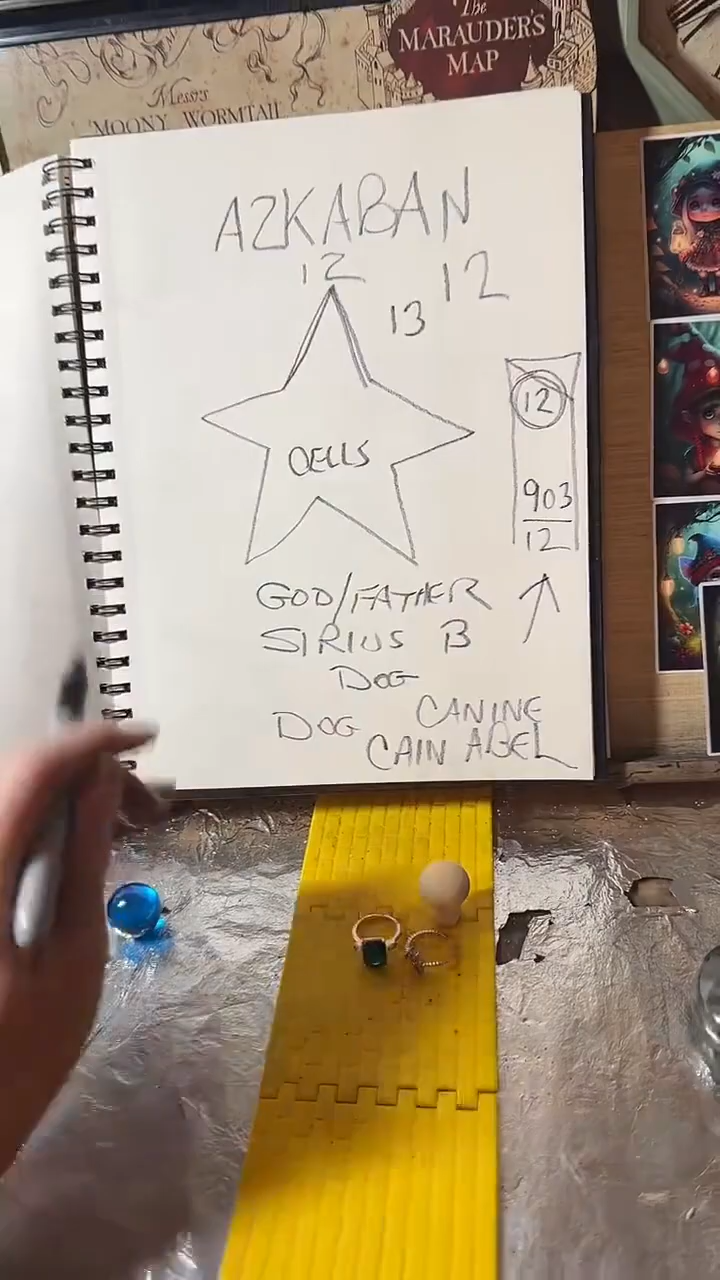 The
MARAUDER'S
MAP
Messrs
MOONY WORMTAIL
AZKABAN
12
12
13
12
CELLS
903
12
GOD/FATHER
SIRIUS B
DOG
DOG CANINE
CAIN ABEL